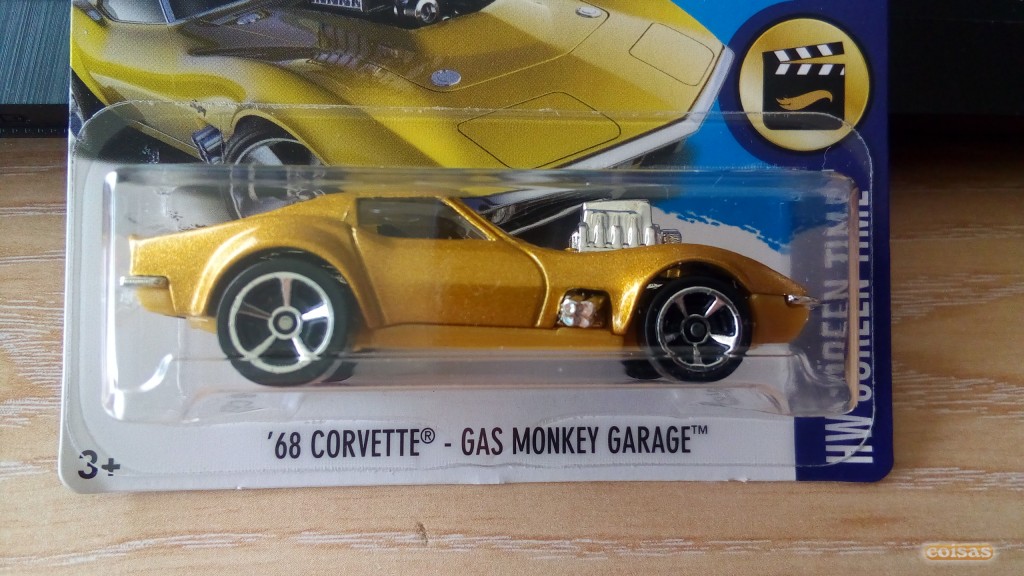 '68 CORVETTE® - GAS MONKEY GARAGE™
3+
HW SCREEN TIME
eoisas